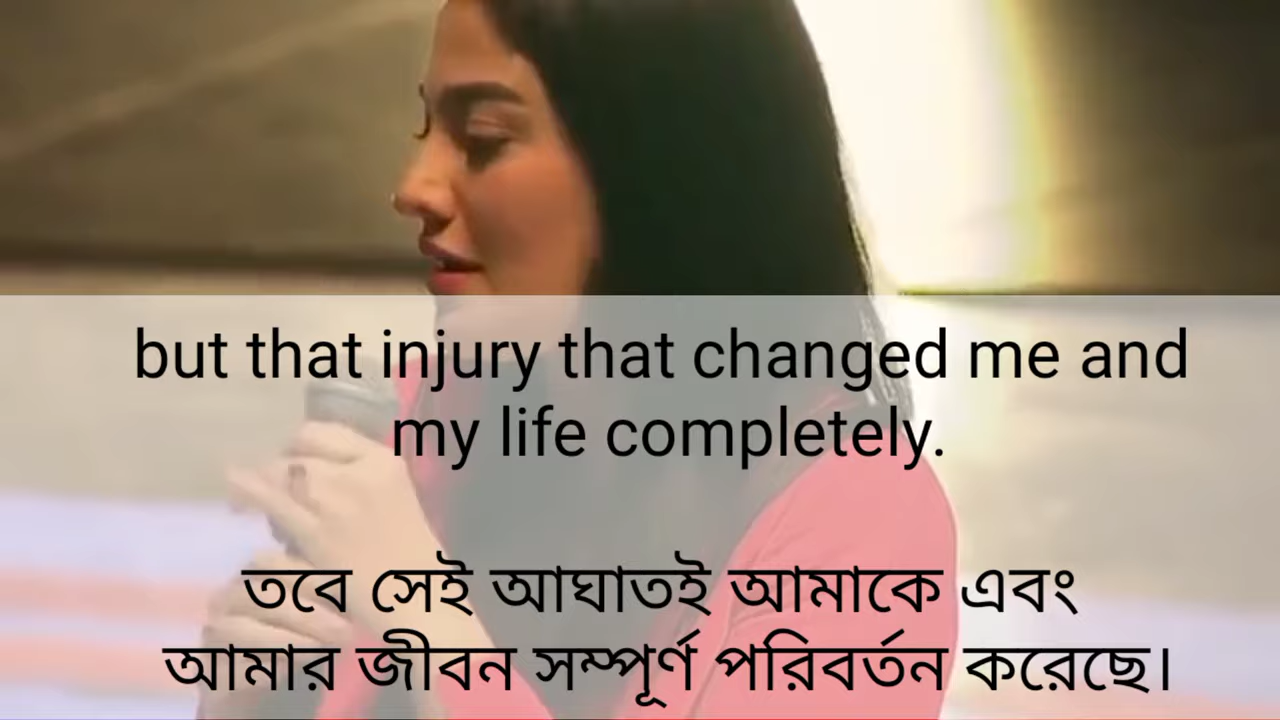 but that injury that changed me and
my life completely.
তবে সেই আঘাতই আমাকে এবং
আমার জীবন সম্পূর্ণ পরিবর্তন করেছে।